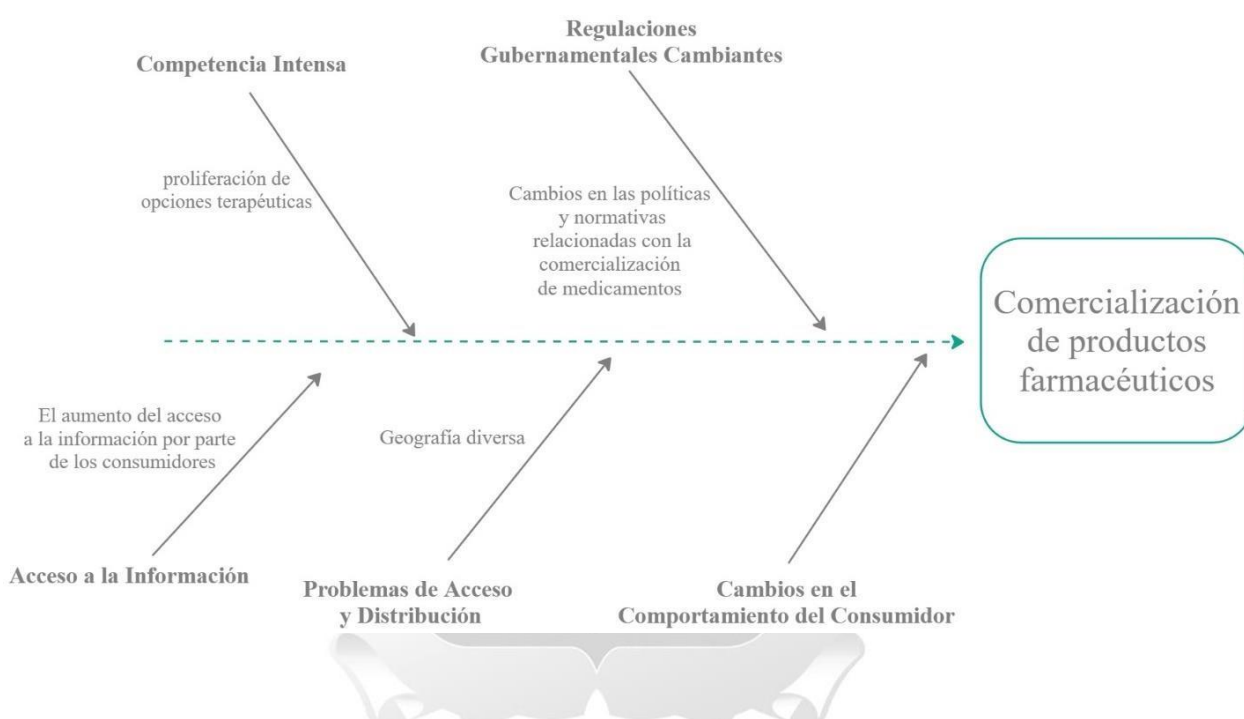 Regulaciones
Gubernamentales Cambiantes
Competencia Intensa
proliferación de
opciones terapéuticas
Cambios en las políticas
y normativas
relacionadas con la
comercialización
de medicamentos
Comercialización
de productos
farmacéuticos
El aumento del acceso
a la información por parte
de los consumidores
Geografía diversa
Acceso a la Información
Problemas de Acceso
y Distribución
Cambios en el
Comportamiento del Consumidor